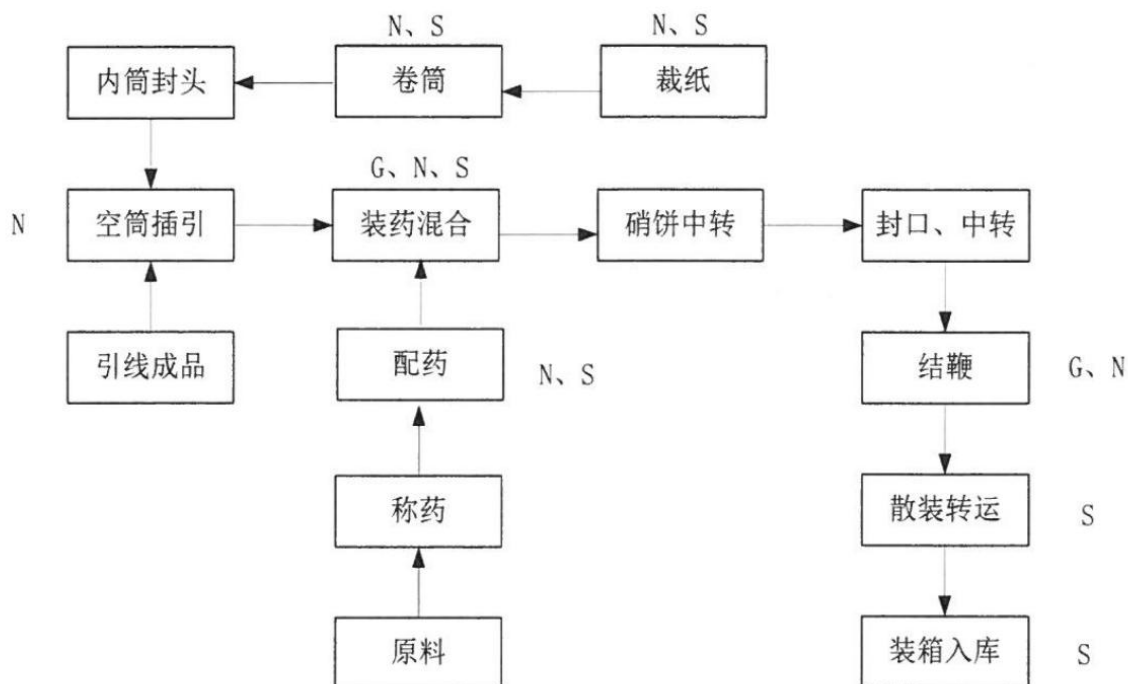 N、S
N、S
内筒封头
卷筒
裁纸
G、N、S
N
空筒插引
装药混合
硝饼中转
封口、中转
引线成品
配药
N、S
结鞭
G、N
称药
散装转运
S
原料
装箱入库
S